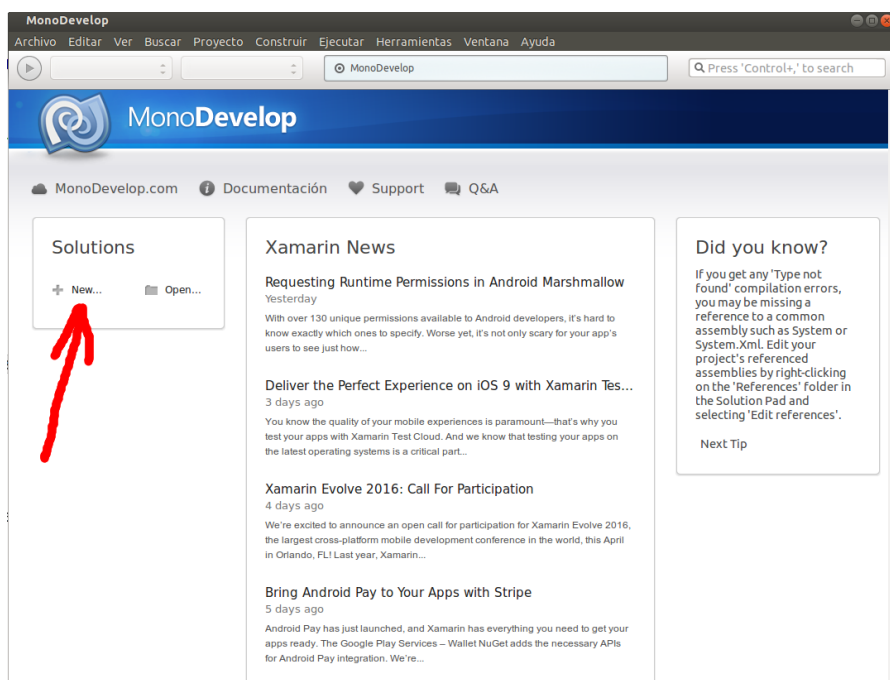 MonoDevelop
Archivo Editar Ver Buscar Proyecto Construir Ejecutar Herramientas Ventana Ayuda
MonoDevelop
Press 'Control+,' to search
MonoDevelop
MonoDevelop.com Documentación Support Q&A
Solutions
New... Open...
Xamarin News
Requesting Runtime Permissions in Android Marshmallow
Yesterday
With over 130 unique permissions available to Android developers, it's hard to
know exactly which ones to specify. Worse yet, it's not only scary for your app's
users to see just how...
Deliver the Perfect Experience on iOS 9 with Xamarin Tes...
3 days ago
You know the quality of your mobile experiences is paramount—that's why you
test your apps with Xamarin Test Cloud. And we know that testing your apps on
the latest operating systems is a critical part...
Xamarin Evolve 2016: Call For Participation
4 days ago
We're excited to announce an open call for participation for Xamarin Evolve 2016,
the largest cross-platform mobile development conference in the world, this April
in Orlando, FL! Last year, Xamarin...
Bring Android Pay to Your Apps with Stripe
5 days ago
Android Pay has just launched, and Xamarin has everything you need to get your
apps ready. The Google Play Services – Wallet NuGet adds the necessary APIs
for Android Pay integration. We're...
Did you know?
If you get any 'Type not
found' compilation errors,
you may be missing a
reference to a common
assembly such as System or
System.Xml. Edit your
project's referenced
assemblies by right-clicking
on the 'References' folder in
the Solution Pad and
selecting 'Edit references'.
Next Tip